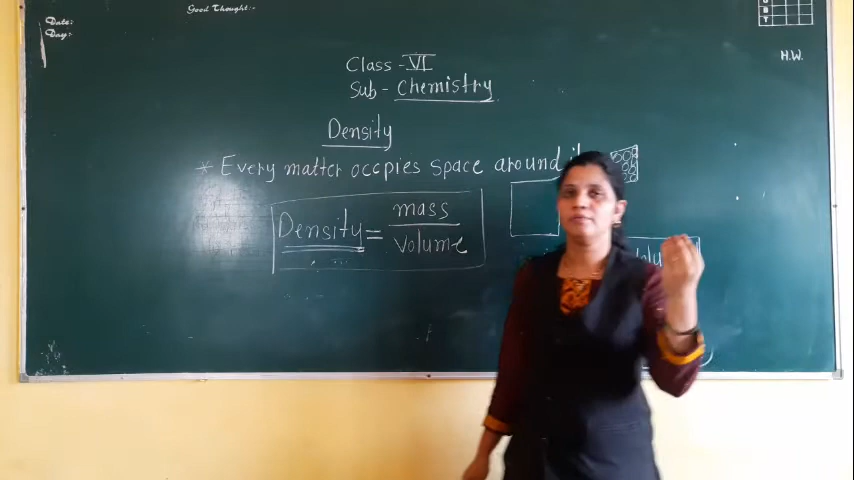 Good Thought:-
Date:
Day:
U
B
T
H.W.
Class - VI
Sub - Chemistry
Density
* Every matter occpies space around
Density = mass
volume